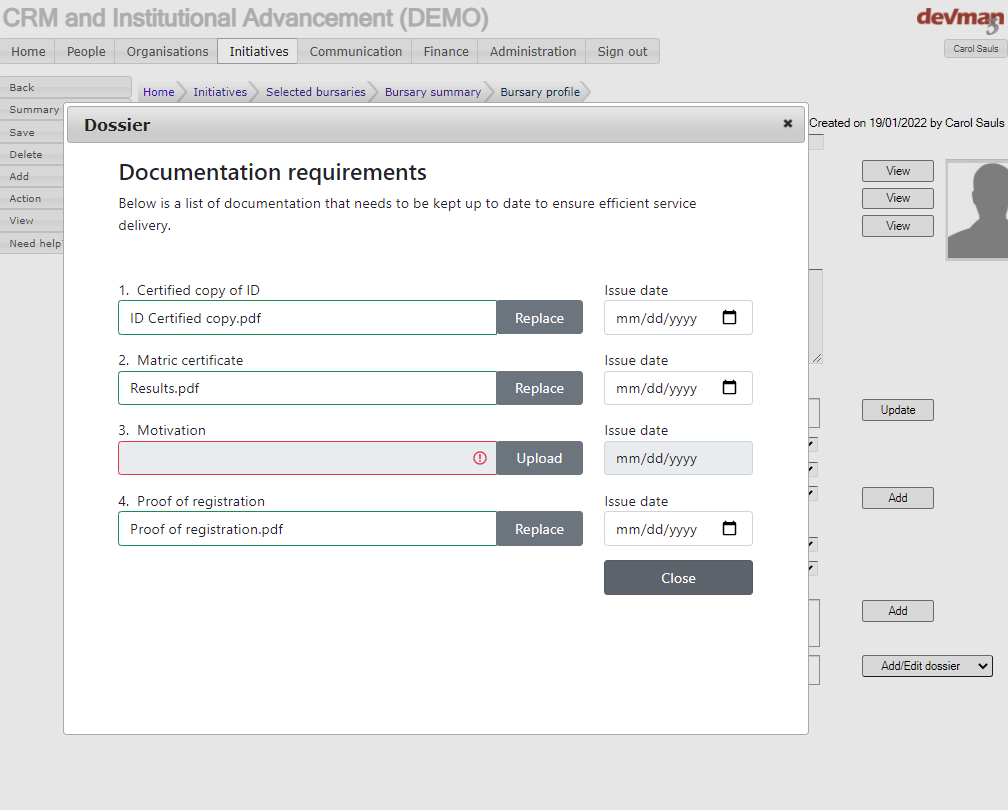 CRM and Institutional Advancement (DEMO)
devman
3
Home People Organisations Initiatives Communication Finance Administration Sign out
Carol Sauls
Back
Home Initiatives Selected bursaries Bursary summary Bursary profile
Summary
Save
Delete
Add
Action
View
Need help?
Created on 19/01/2022 by Carol Sauls
Dossier
Documentation requirements
Below is a list of documentation that needs to be kept up to date to ensure efficient service
delivery.
1. Certified copy of ID
Issue date
ID Certified copy.pdf
Replace
mm/dd/yyyy
2. Matric certificate
Issue date
Results.pdf
Replace
mm/dd/yyyy
3. Motivation
Issue date
Upload
mm/dd/yyyy
4. Proof of registration
Issue date
Proof of registration.pdf
Replace
mm/dd/yyyy
Close
View
View
View
Update
Add
Add
Add/Edit dossier